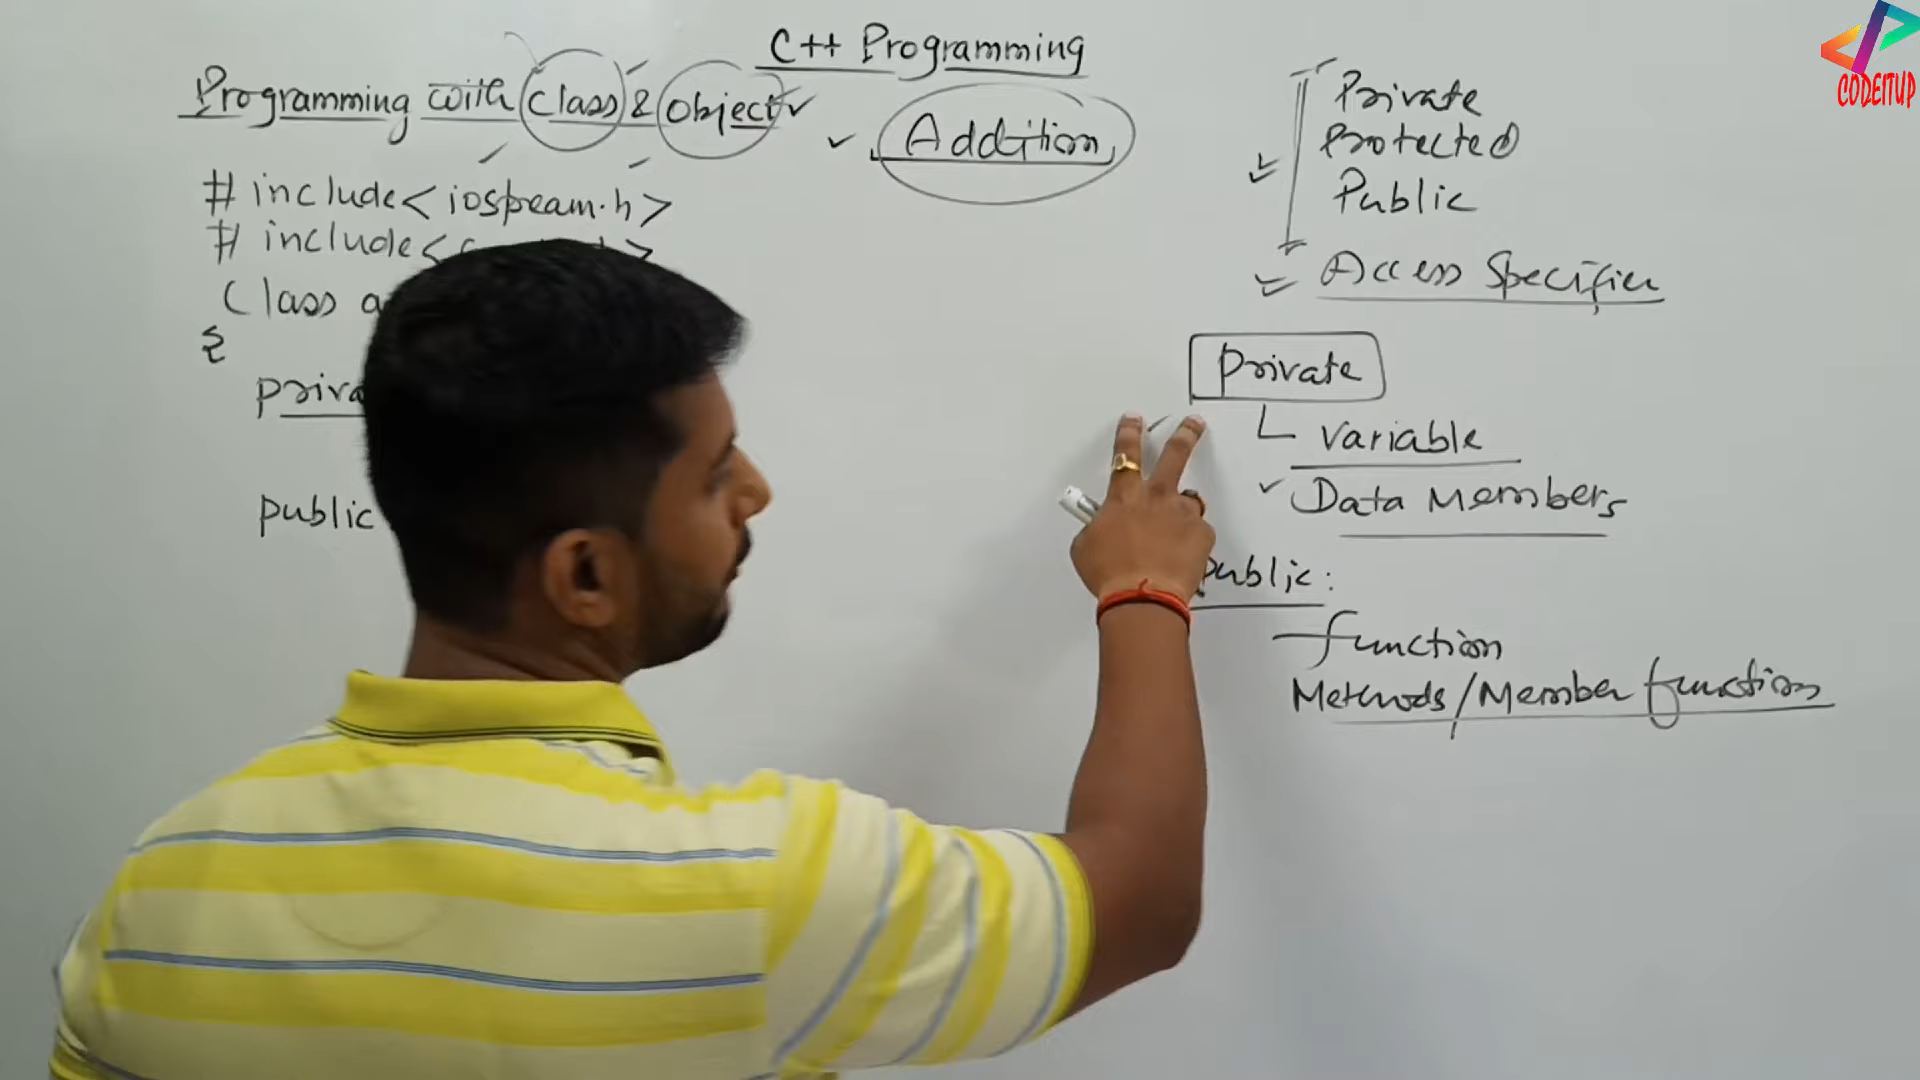 C++ Programming
Programming with Class & Object
Addition
# include<iostream.h>
# include<
Class a
{
priva
public
Private
Protected
Public
Access Specifier
Private
Variable
Data Members
public:
function
Methods/Member function
CODEITUP